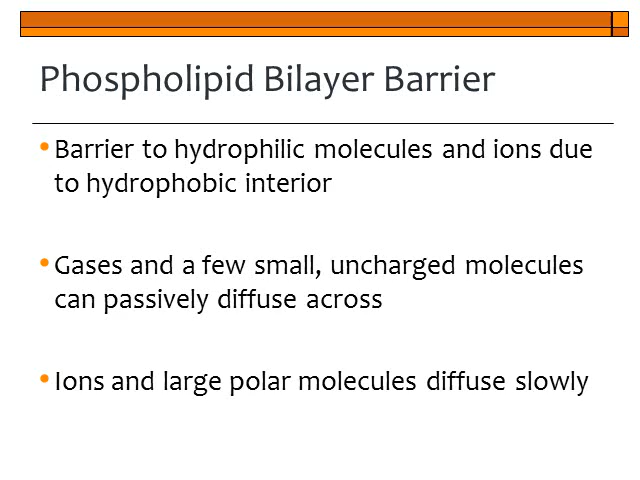 Phospholipid Bilayer Barrier
• Barrier to hydrophilic molecules and ions due
to hydrophobic interior
• Gases and a few small, uncharged molecules
can passively diffuse across
• Ions and large polar molecules diffuse slowly